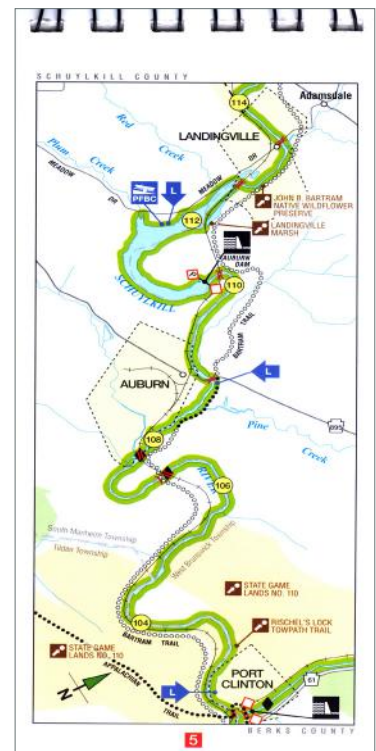 SCHUYLKILL COUNTY
114
Adamsdale
LANDINGVILLE
Red
Creek
Plum
Creek
MEADOW
DR
MEADOW
DR
PFBC
L
112
JOHN B. BARTRAM
NATIVE WILDFLOWER
PRESERVE
LANDINGVILLE
MARSH
AUBURN
DAM
SCHUYLKILL
110
BARTRAM TRAIL
AUBURN
L
895
Pine
Creek
108
RIVER
106
South Manheim Township
Tilden Township
West Brunswick Township
STATE GAME
LANDS NO. 110
104
BARTRAM TRAIL
RISCHEL'S LOCK
TOWPATH TRAIL
STATE GAME
LANDS NO. 110
PORT
CLINTON
N
APPALACHIAN
TRAIL
L
61
5
BERKS COUNTY